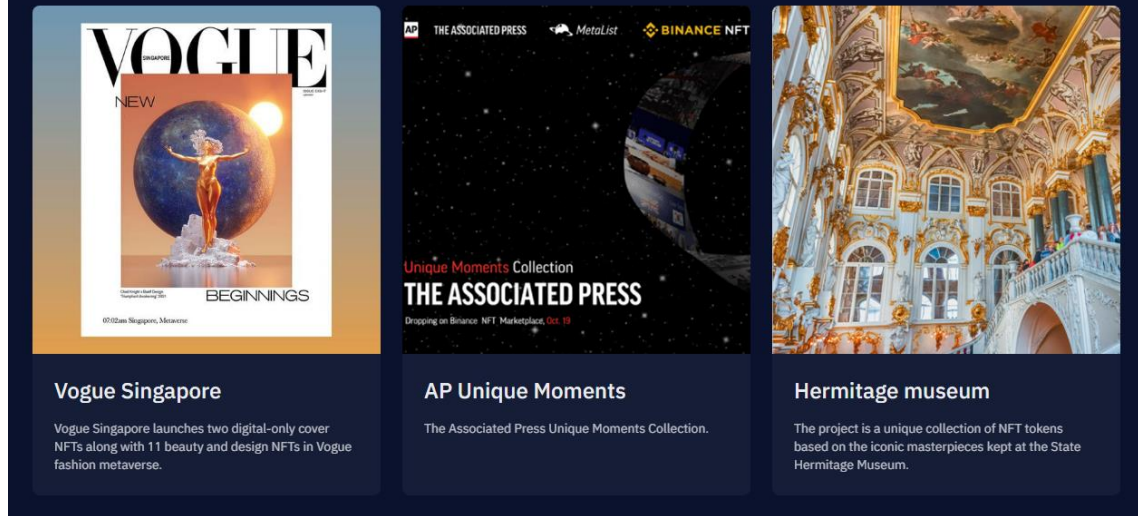 VOGUE
SINGAPORE
NEW
BEGINNINGS
07:02am Singapore, Metaverse
AP THE ASSOCIATED PRESS MetaList BINANCE NFT
Unique Moments Collection
THE ASSOCIATED PRESS
Dropping on Binance NFT Marketplace, Oct. 19
Vogue Singapore
Vogue Singapore launches two digital-only cover
NFTs along with 11 beauty and design NFTs in Vogue
fashion metaverse.
AP Unique Moments
The Associated Press Unique Moments Collection.
Hermitage museum
The project is a unique collection of NFT tokens
based on the iconic masterpieces kept at the State
Hermitage Museum.